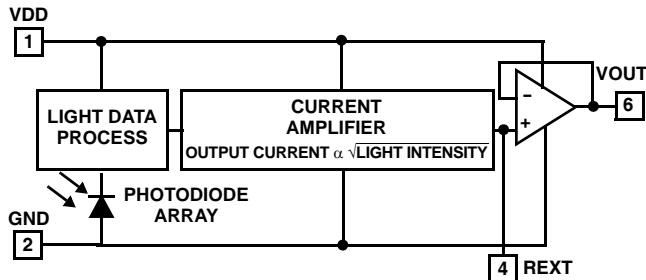 VDD
1
LIGHT DATA
PROCESS
CURRENT
AMPLIFIER
OUTPUT CURRENT α √LIGHT INTENSITY
−
+
VOUT
6
PHOTODIODE
ARRAY
GND
2
4
REXT